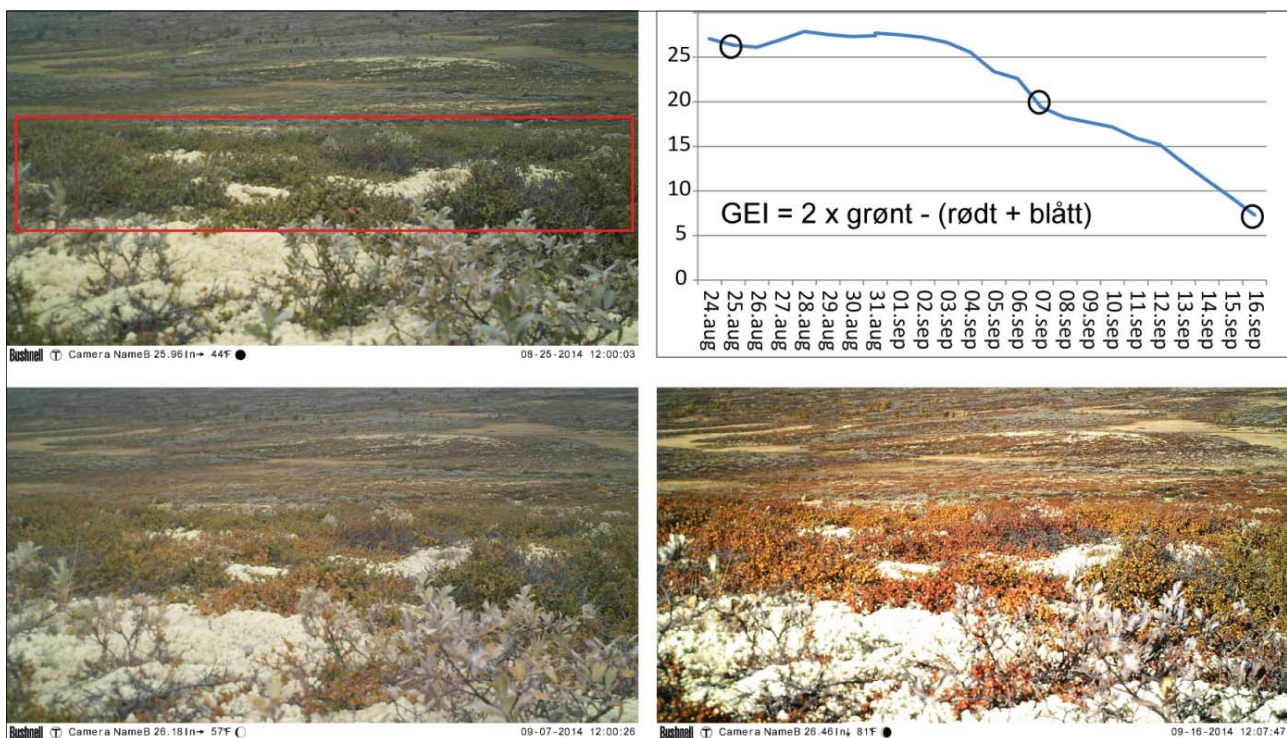 Bushnell Camera NameB 25.96In→ 44°F ● 08-25-2014 12:00:03
25
20
15
10
5
0
GEI = 2 x grønt - (rødt + blått)
24.aug
25.aug
26.aug
27.aug
28.aug
29.aug
30.aug
31.aug
01.sep
02.sep
03.sep
04.sep
05.sep
06.sep
07.sep
08.sep
09.sep
10.sep
11.sep
12.sep
13.sep
14.sep
15.sep
16.sep
Bushnell Camera NameB 26.18In→ 57°F 09-07-2014 12:00:26
Bushnell Camera NameB 26.46In↓ 81°F 09-16-2014 12:07:47